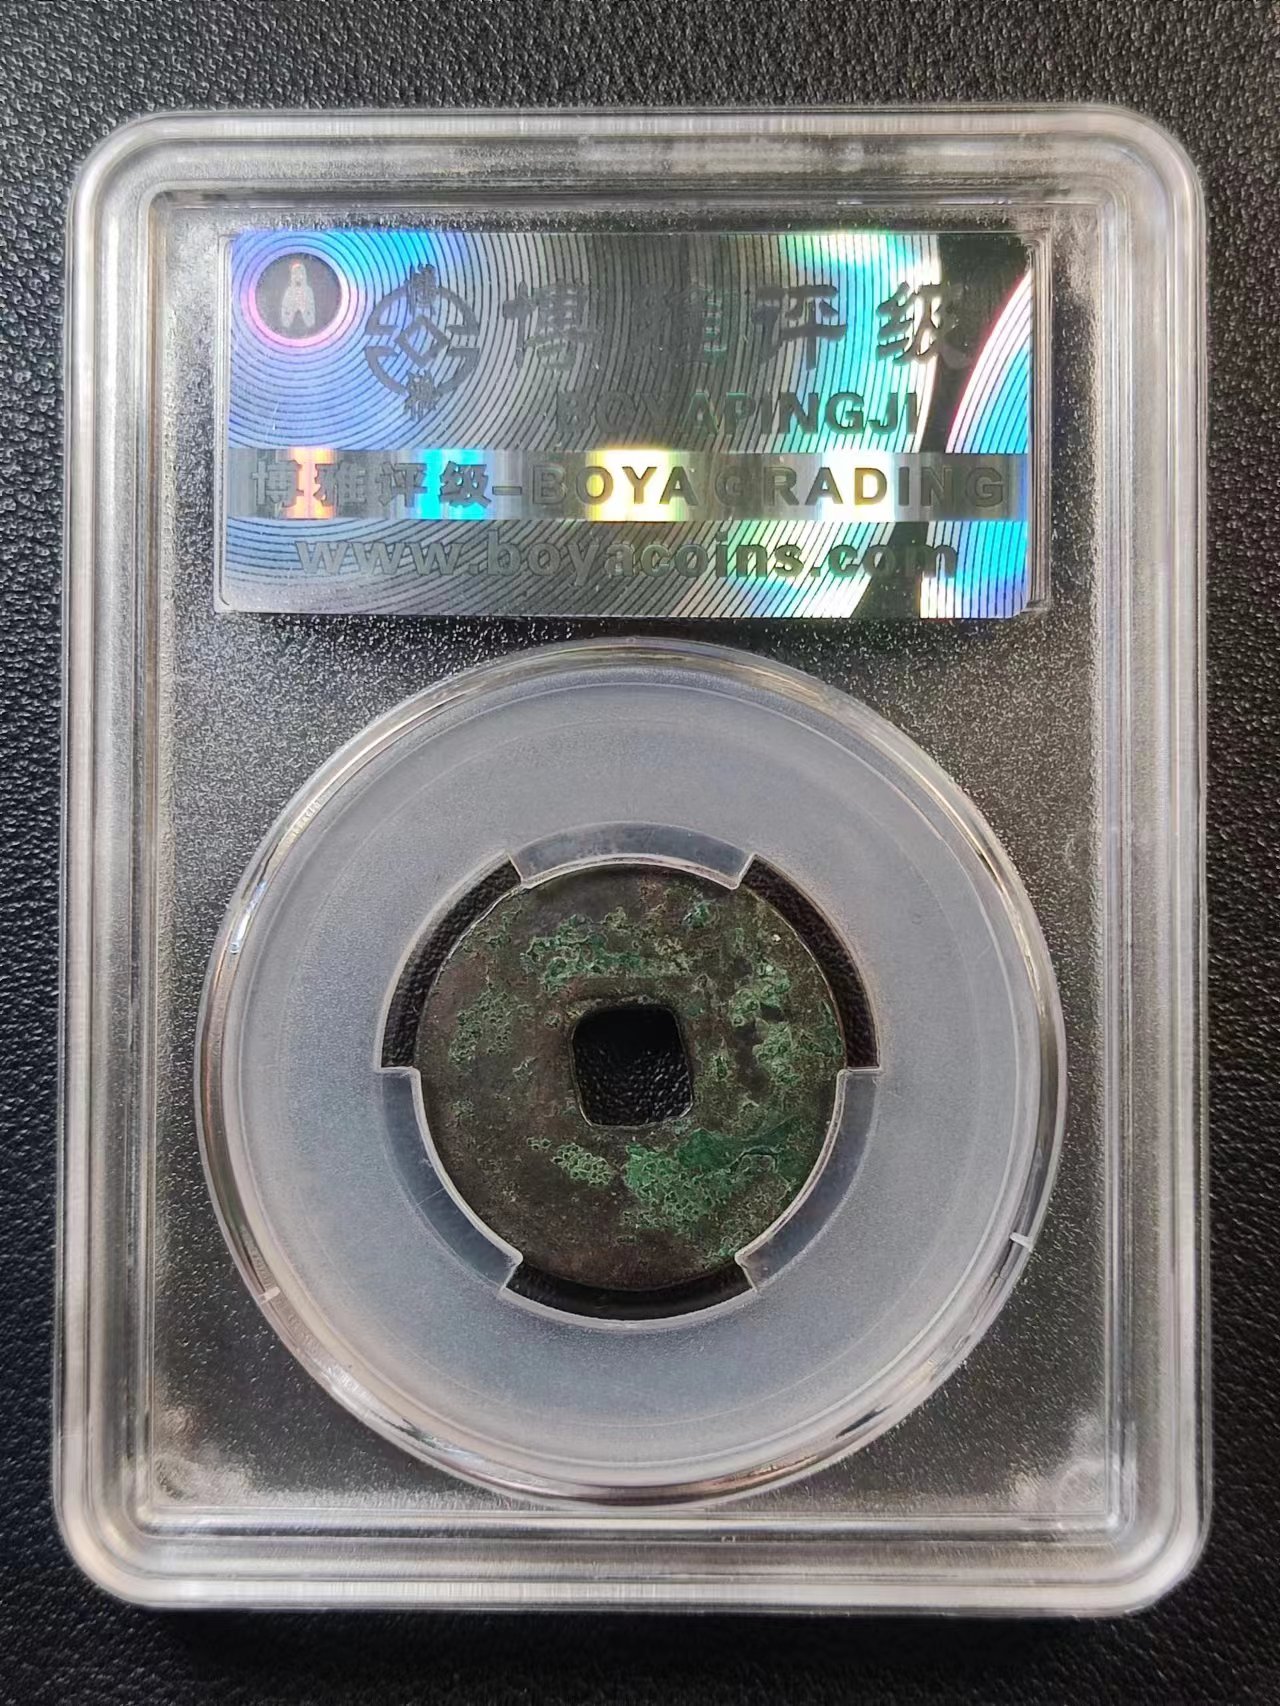 博雅评级
BOYAPINGJI
博雅评级-BOYA GRADING
www.boyacoins.com